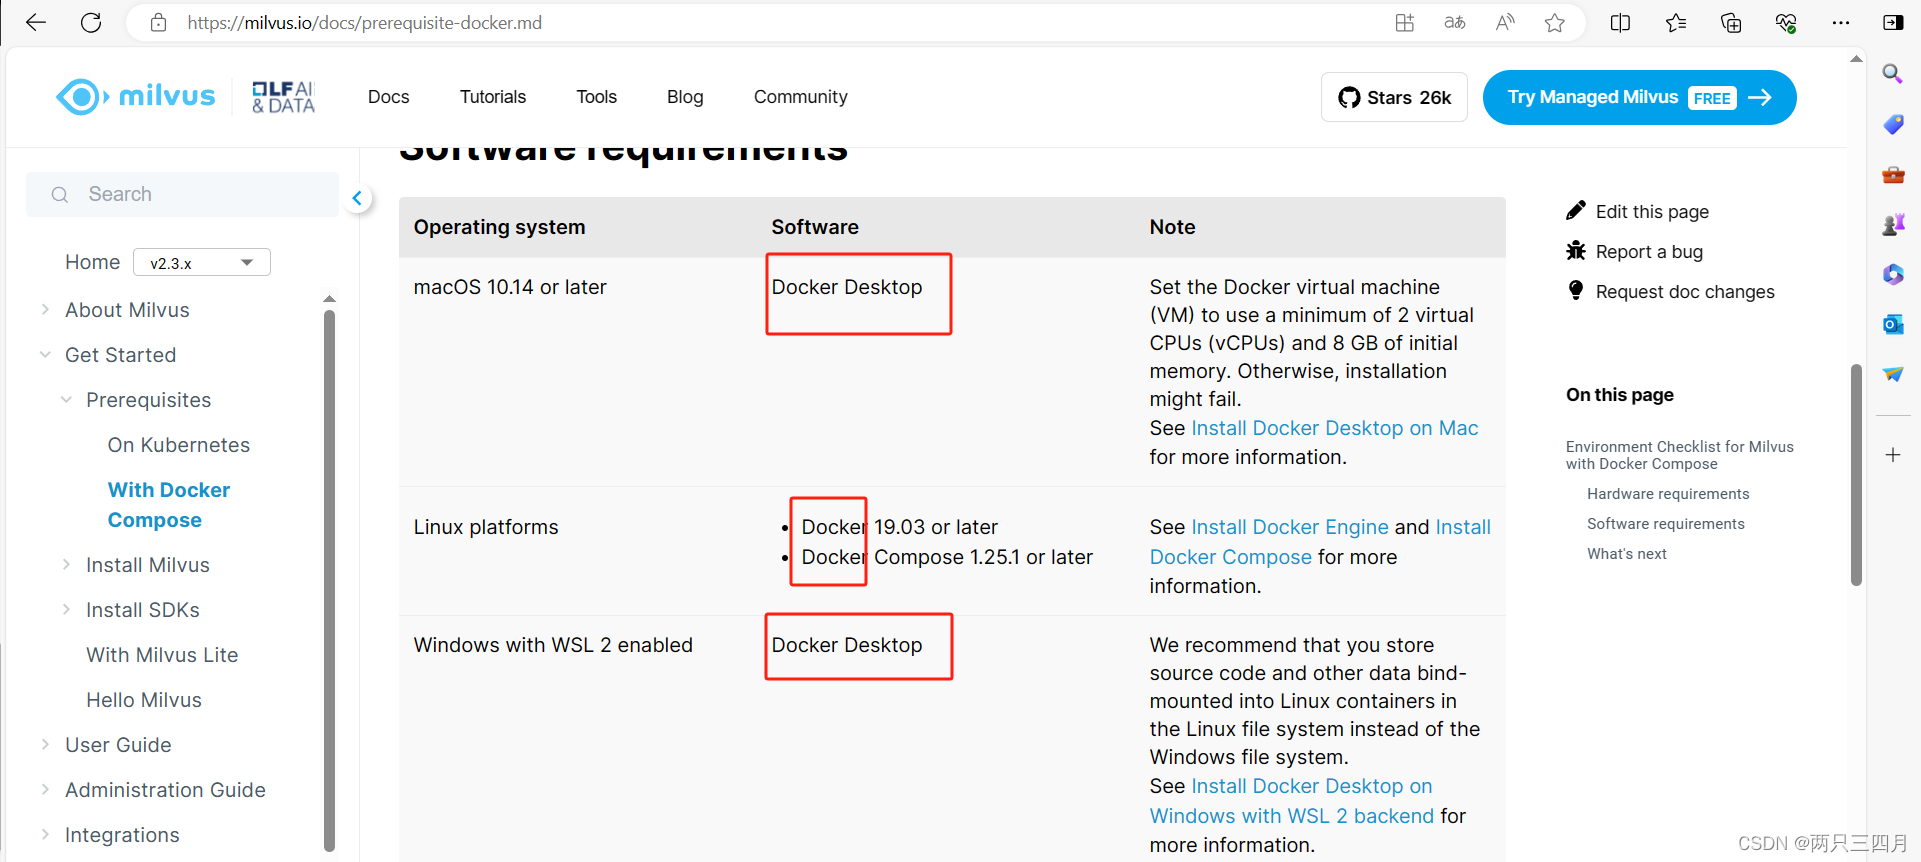 https://milvus.io/docs/prerequisite-docker.md
milvus
LF AI & DATA
Docs Tutorials Tools Blog Community
Stars 26k
Try Managed Milvus FREE
Search
Home v2.3.x
About Milvus
Get Started
Prerequisites
On Kubernetes
With Docker
Compose
Install Milvus
Install SDKs
With Milvus Lite
Hello Milvus
User Guide
Administration Guide
Integrations
Software requirements
Operating system Software Note
macOS 10.14 or later
Docker Desktop
Set the Docker virtual machine
(VM) to use a minimum of 2 virtual
CPUs (vCPUs) and 8 GB of initial
memory. Otherwise, installation
might fail.
See Install Docker Desktop on Mac
for more information.
Linux platforms
• Docker 19.03 or later
• Docker Compose 1.25.1 or later
See Install Docker Engine and Install
Docker Compose for more
information.
Windows with WSL 2 enabled
Docker Desktop
We recommend that you store
source code and other data bind-
mounted into Linux containers in
the Linux file system instead of the
Windows file system.
See Install Docker Desktop on
Windows with WSL 2 backend for
more information.
Edit this page
Report a bug
Request doc changes
On this page
Environment Checklist for Milvus
with Docker Compose
Hardware requirements
Software requirements
What's next
CSDN @两只三四月